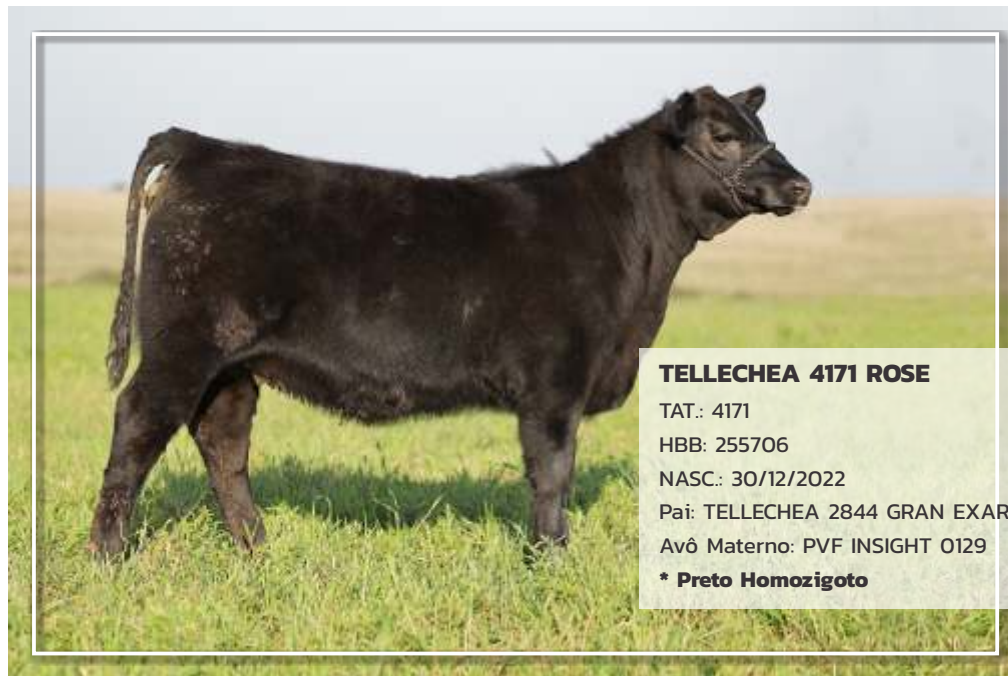 TELLECHEA 4171 ROSE
TAT.: 4171
HBB: 255706
NASC.: 30/12/2022
Pai: TELLECHEA 2844 GRAN EXAR
Avô Materno: PVF INSIGHT 0129
* Preto Homozigoto